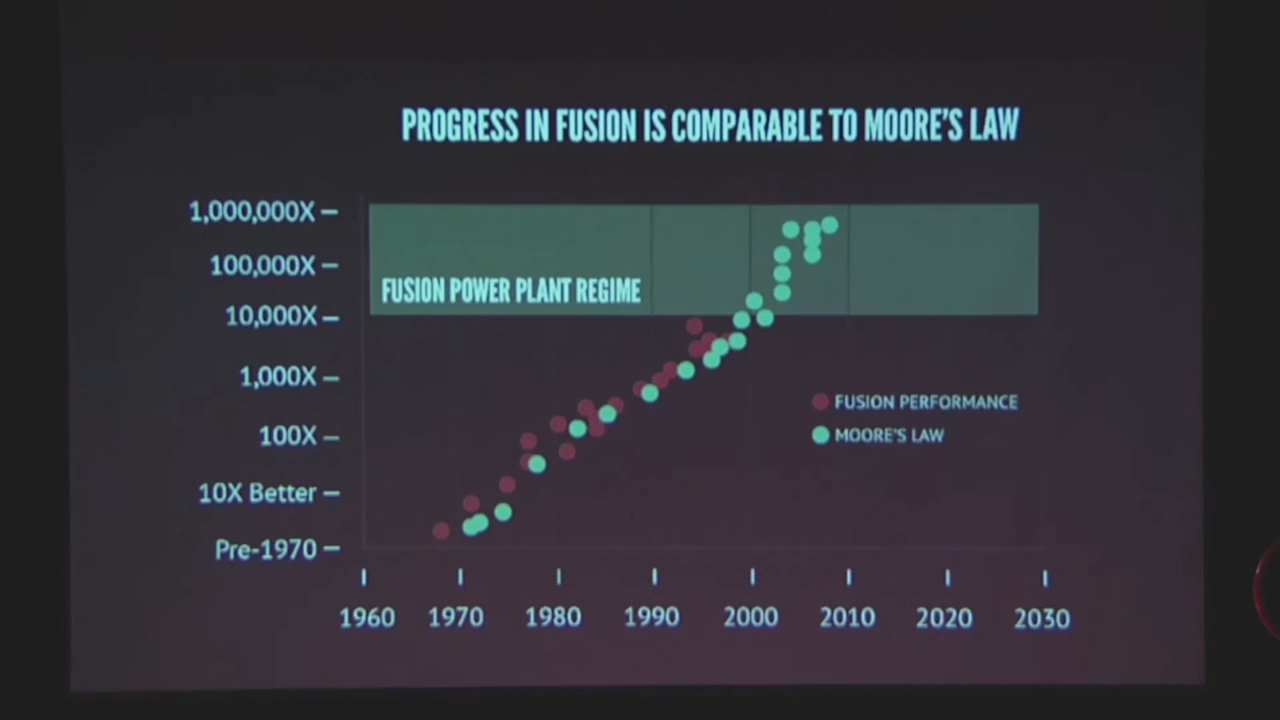 PROGRESS IN FUSION IS COMPARABLE TO MOORE'S LAW
1,000,000X
100,000X
FUSION POWER PLANT REGIME
10,000X
1,000X
FUSION PERFORMANCE
100X
MOORE'S LAW
10X Better
Pre-1970
1960 1970 1980 1990 2000 2010 2020 2030